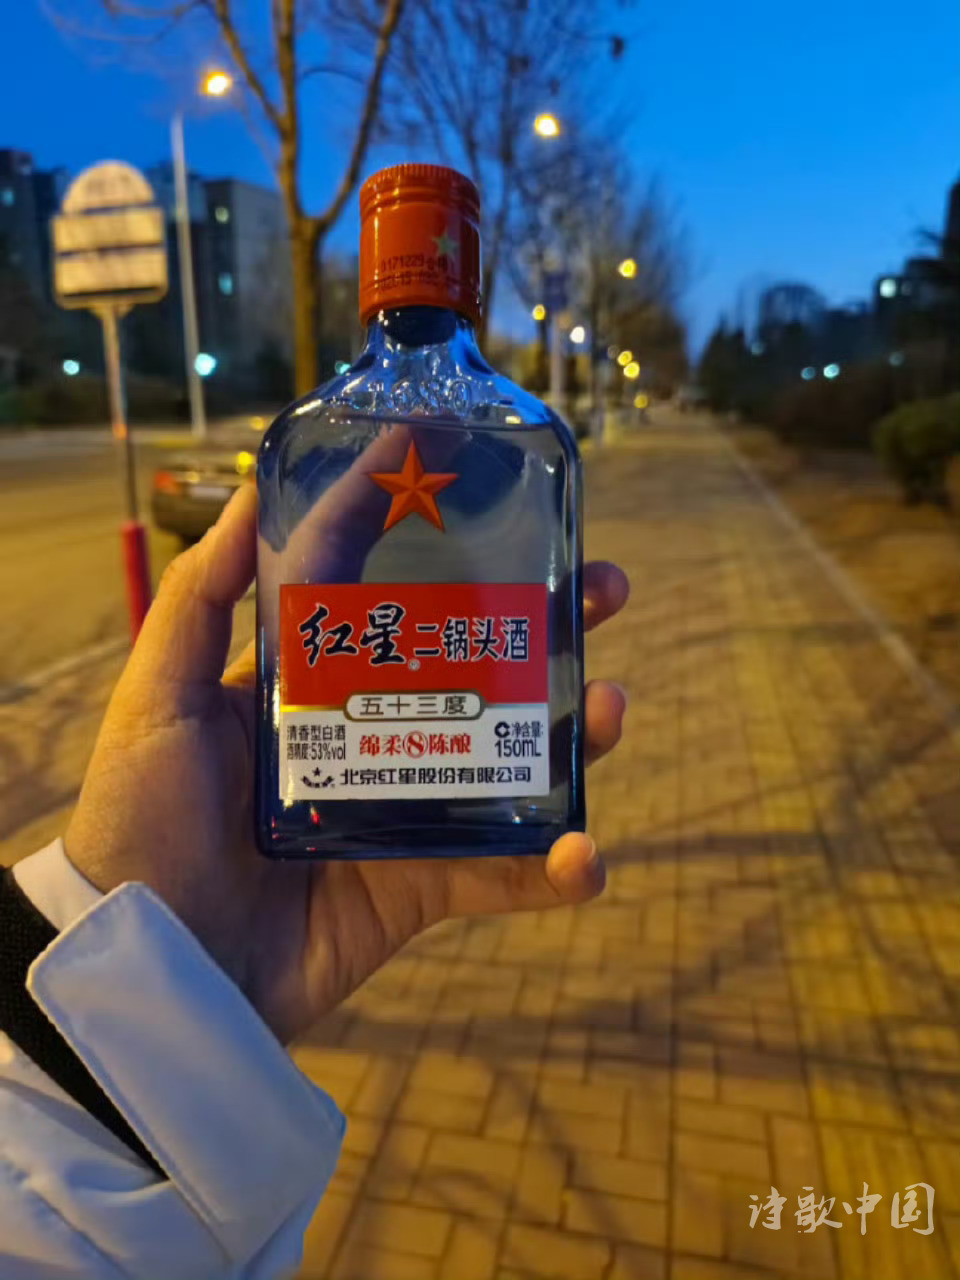 红星二锅头酒
五十三度
清香型白酒
酒精度:53%vol
绵柔8陈酿
净含量:
150mL
北京红星股份有限公司
诗歌中国